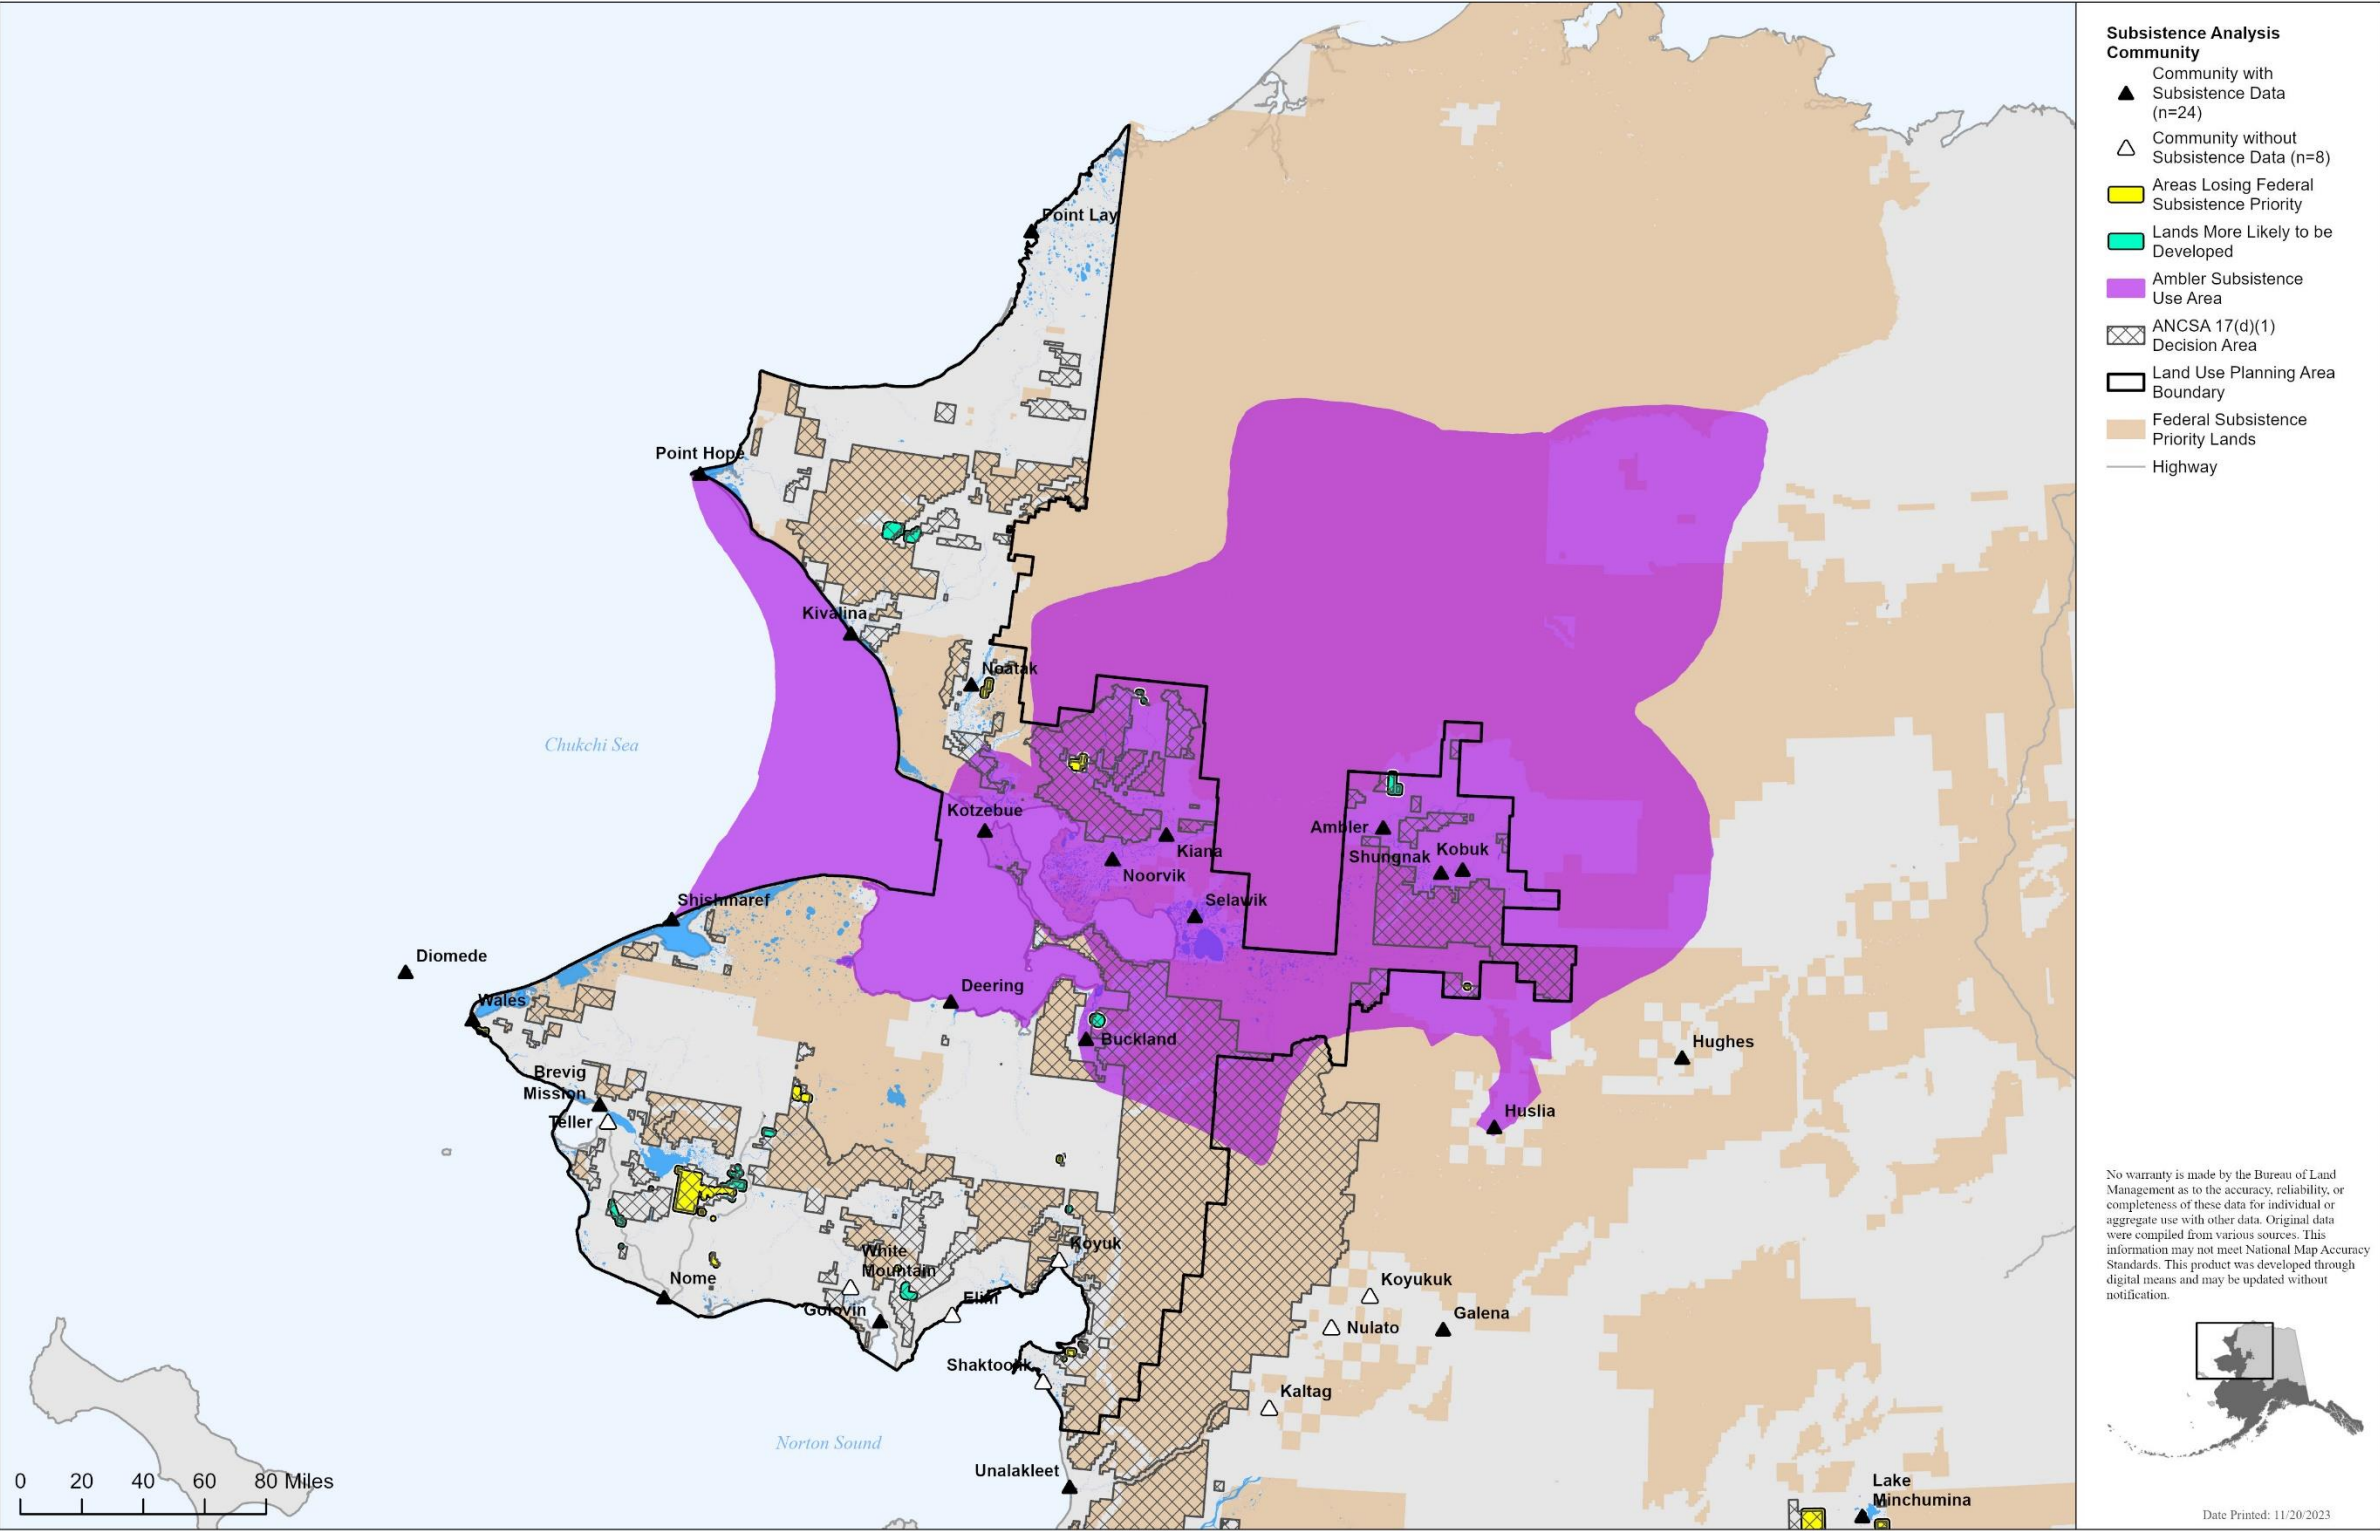 Point Lay
Point Hope
Kivalina
Noatak
Chukchi Sea
Kotzebue
Kiana
Noorvik
Selawik
Ambler
Shungnak
Kobuk
Shishmaref
Diomede
Wales
Deering
Buckland
Hughes
Brevig
Mission
Teller
Huslia
White
Mountain
Koyuk
Nome
Golovin
Elim
Koyukuk
Nulato
Galena
Shaktoolik
Kaltag
Norton Sound
Unalakleet
Lake
Minchumina
0 20 40 60 80 Miles
Subsistence Analysis
Community
Community with
Subsistence Data
(n=24)
Community without
Subsistence Data (n=8)
Areas Losing Federal
Subsistence Priority
Lands More Likely to be
Developed
Ambler Subsistence
Use Area
ANCSA 17(d)(1)
Decision Area
Land Use Planning Area
Boundary
Federal Subsistence
Priority Lands
Highway
No warranty is made by the Bureau of Land
Management as to the accuracy, reliability, or
completeness of these data for individual or
aggregate use with other data. Original data
were compiled from various sources. This
information may not meet National Map Accuracy
Standards. This product was developed through
digital means and may be updated without
notification.
Date Printed: 11/20/2023